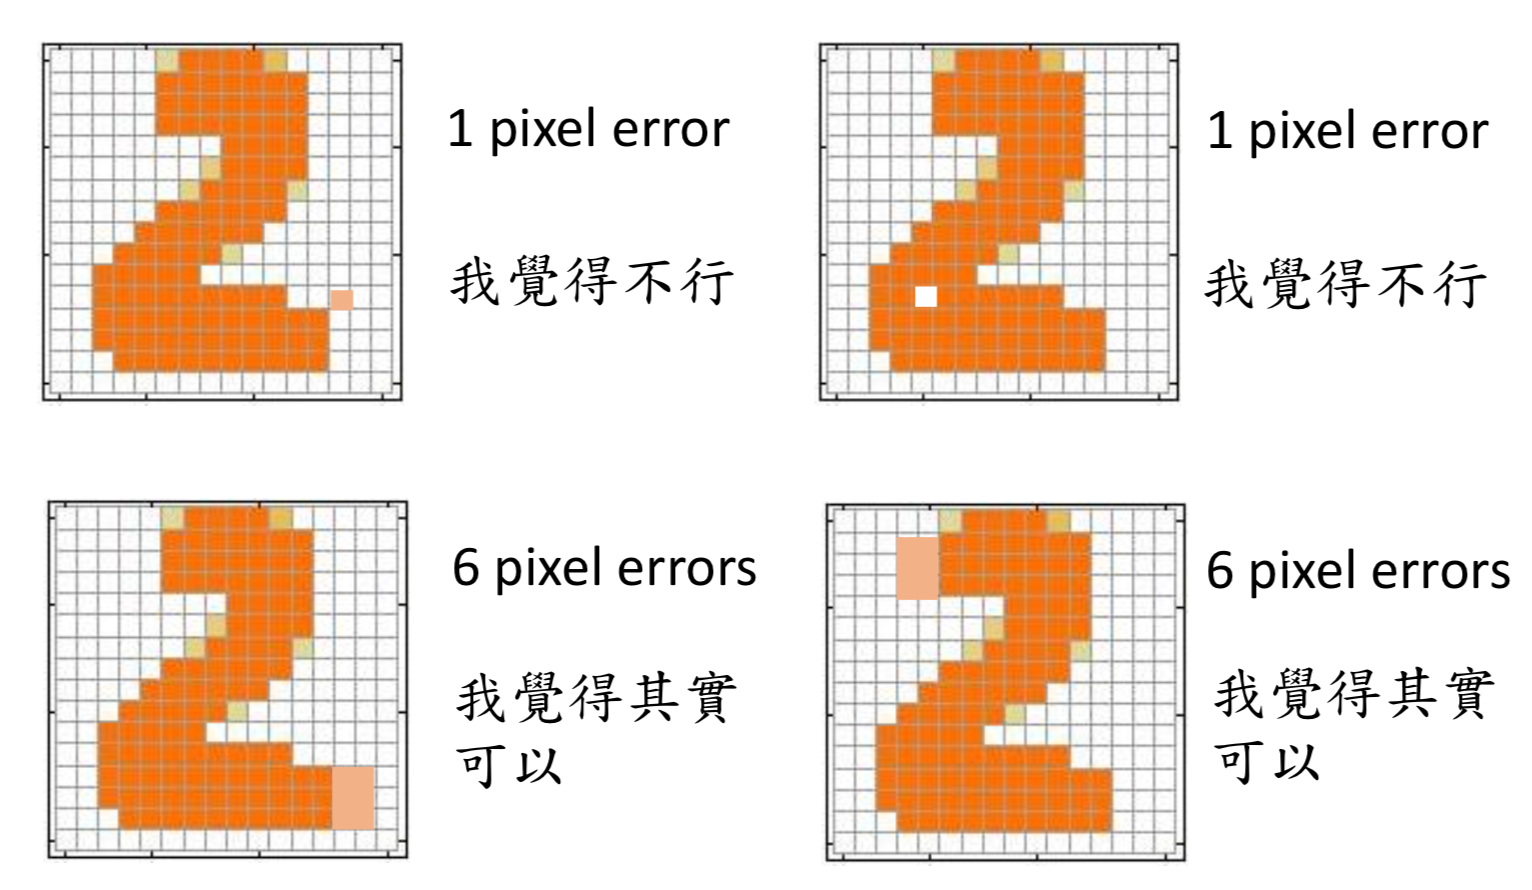 1 pixel error
我覺得不行
1 pixel error
我覺得不行
6 pixel errors
我覺得其實
可以
6 pixel errors
我覺得其實
可以